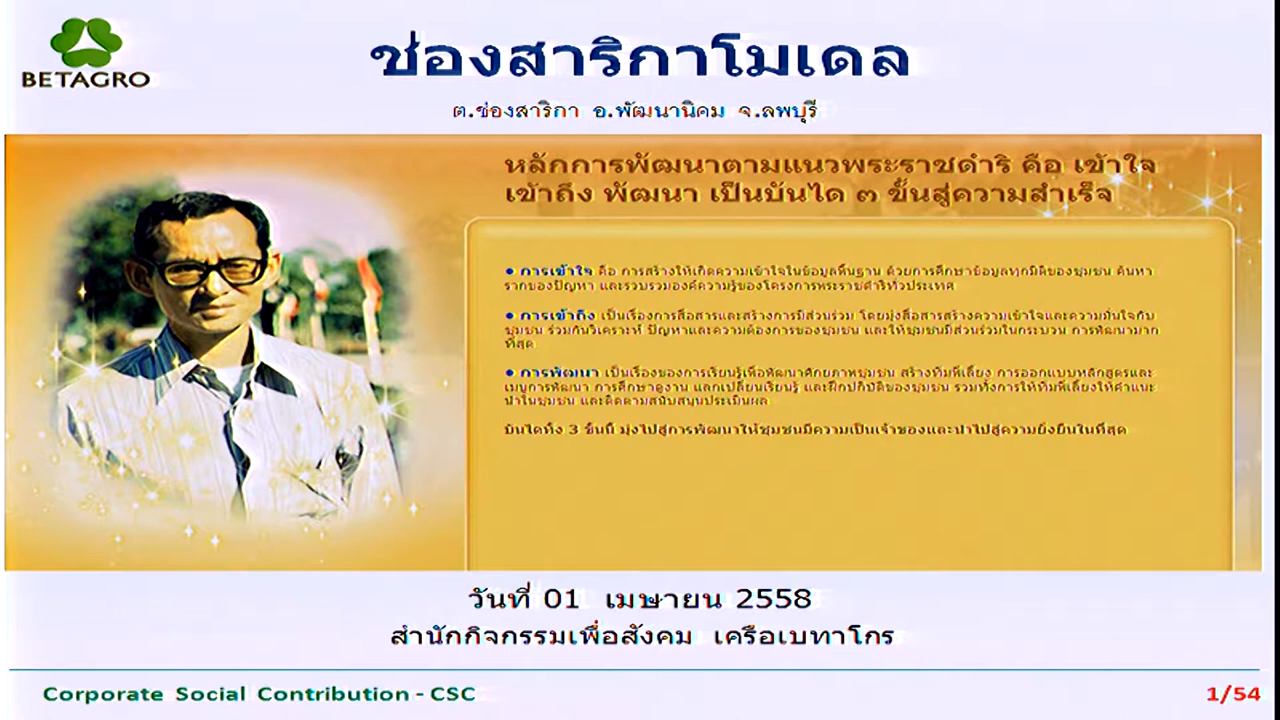 BETAGRO
ช่องสาริกาโมเดล
ต.ช่องสาริกา อ.พัฒนานิคม จ.ลพบุรี
หลักการพัฒนาตามแนวพระราชดำริ คือ เข้าใจ
เข้าถึง พัฒนา เป็นบันได ๓ ขั้นสู่ความสำเร็จ
• การเข้าใจ คือ การสร้างให้เกิดความเข้าใจในข้อมูลพื้นฐาน ด้วยการศึกษาข้อมูลทุกมิติของชุมชน ค้นหา
รากของปัญหา และรวบรวมองค์ความรู้ของโครงการพระราชดำริทั่วประเทศ
• การเข้าถึง เป็นเรื่องการสื่อสารและสร้างการมีส่วนร่วม โดยมุ่งสื่อสารสร้างความเข้าใจและความมั่นใจกับ
ชุมชน ร่วมกันวิเคราะห์ ปัญหาและความต้องการของชุมชน และให้ชุมชนมีส่วนร่วมในกระบวน การพัฒนามาก
ที่สุด
• การพัฒนา เป็นเรื่องของการเรียนรู้เพื่อพัฒนาศักยภาพชุมชน สร้างทีมพี่เลี้ยง การออกแบบหลักสูตรและ
เมนูการพัฒนา การศึกษาดูงาน แลกเปลี่ยนเรียนรู้ และฝึกปฏิบัติของชุมชน รวมทั้งการให้ทีมพี่เลี้ยงให้คำแนะ
นำในชุมชน และติดตามสนับสนุนประเมินผล
บันไดทั้ง 3 ขั้นนี้ มุ่งไปสู่การพัฒนาให้ชุมชนมีความเป็นเจ้าของและนำไปสู่ความยั่งยืนในที่สุด
วันที่ 01 เมษายน 2558
สำนักกิจกรรมเพื่อสังคม เครือเบทาโกร
Corporate Social Contribution - CSC
1/54